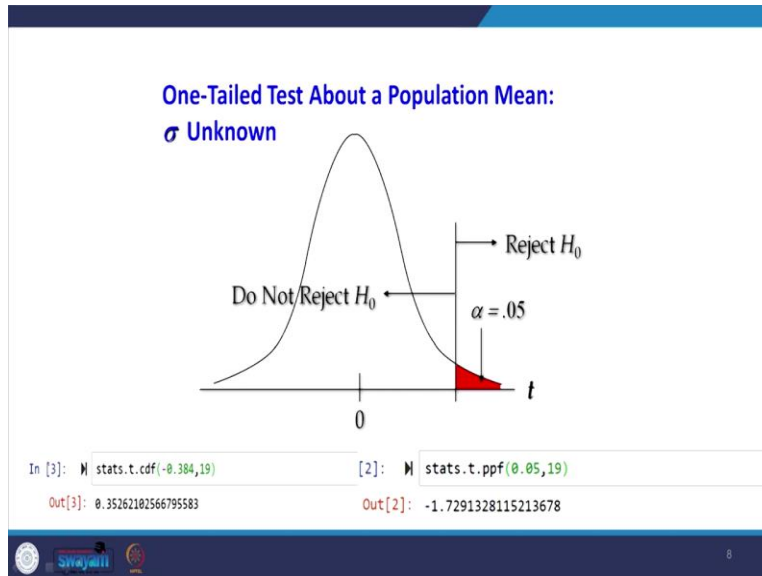 One-Tailed Test About a Population Mean:
σ Unknown
Reject H₀
Do Not Reject H₀
α = .05
t
0
In [3]: stats.t.cdf(-0.384,19)
Out[3]: 0.35262102566795583
[2]: stats.t.ppf(0.05,19)
Out[2]: -1.7291328115213678
swayam
8